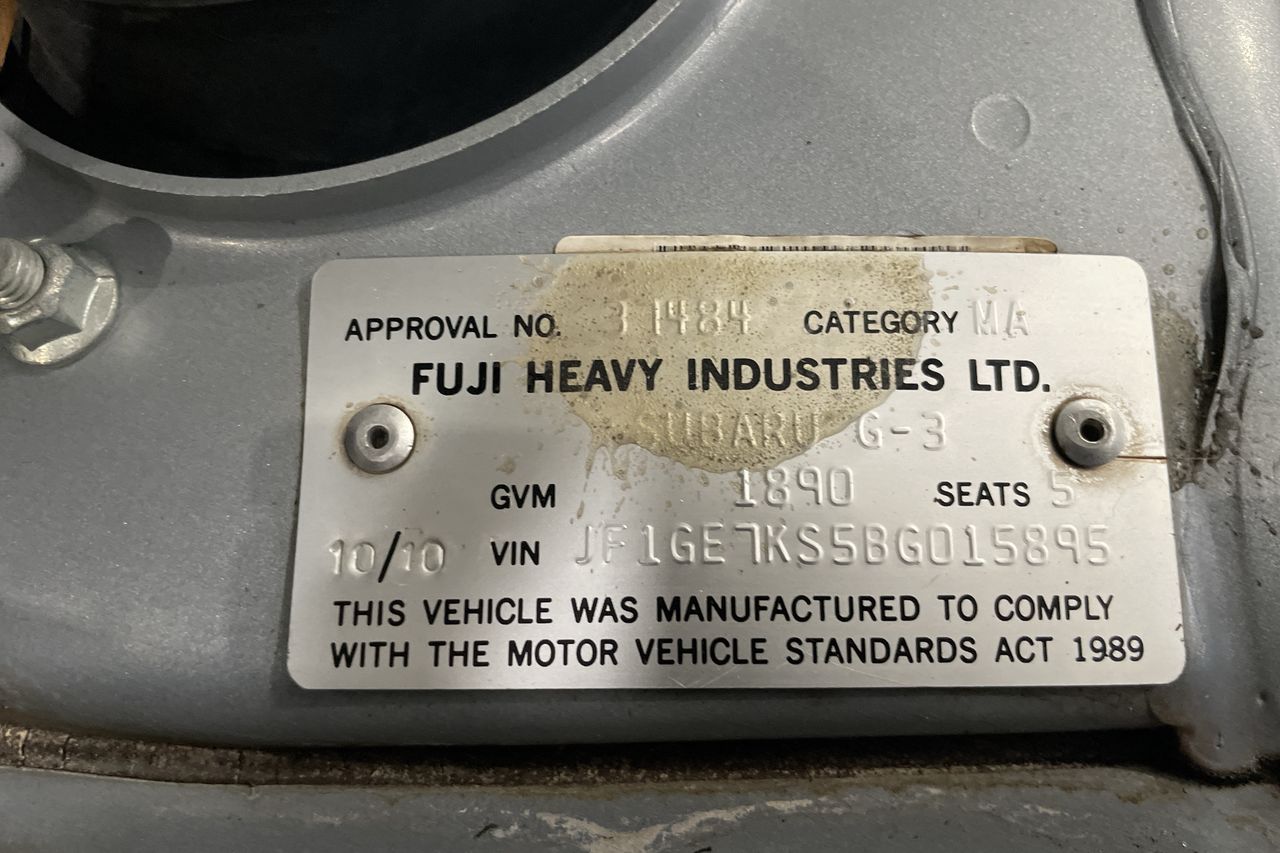 APPROVAL NO. 31484 CATEGORY MA
FUJI HEAVY INDUSTRIES LTD.
SUBARU G-3
GVM 1890 SEATS 5
10/10 VIN JF1GE7KS5BG015895
THIS VEHICLE WAS MANUFACTURED TO COMPLY
WITH THE MOTOR VEHICLE STANDARDS ACT 1989